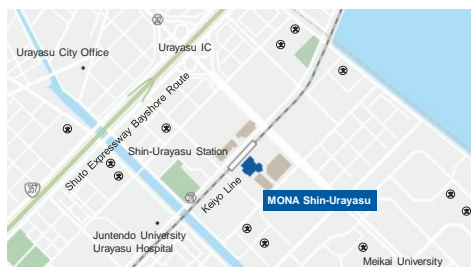 Urayasu City Office
Urayasu IC
Shuto Expressway Bayshore Route
Shin-Urayasu Station
Keiyo Line
357
MONA Shin-Urayasu
Juntendo University
Urayasu Hospital
Meikai University